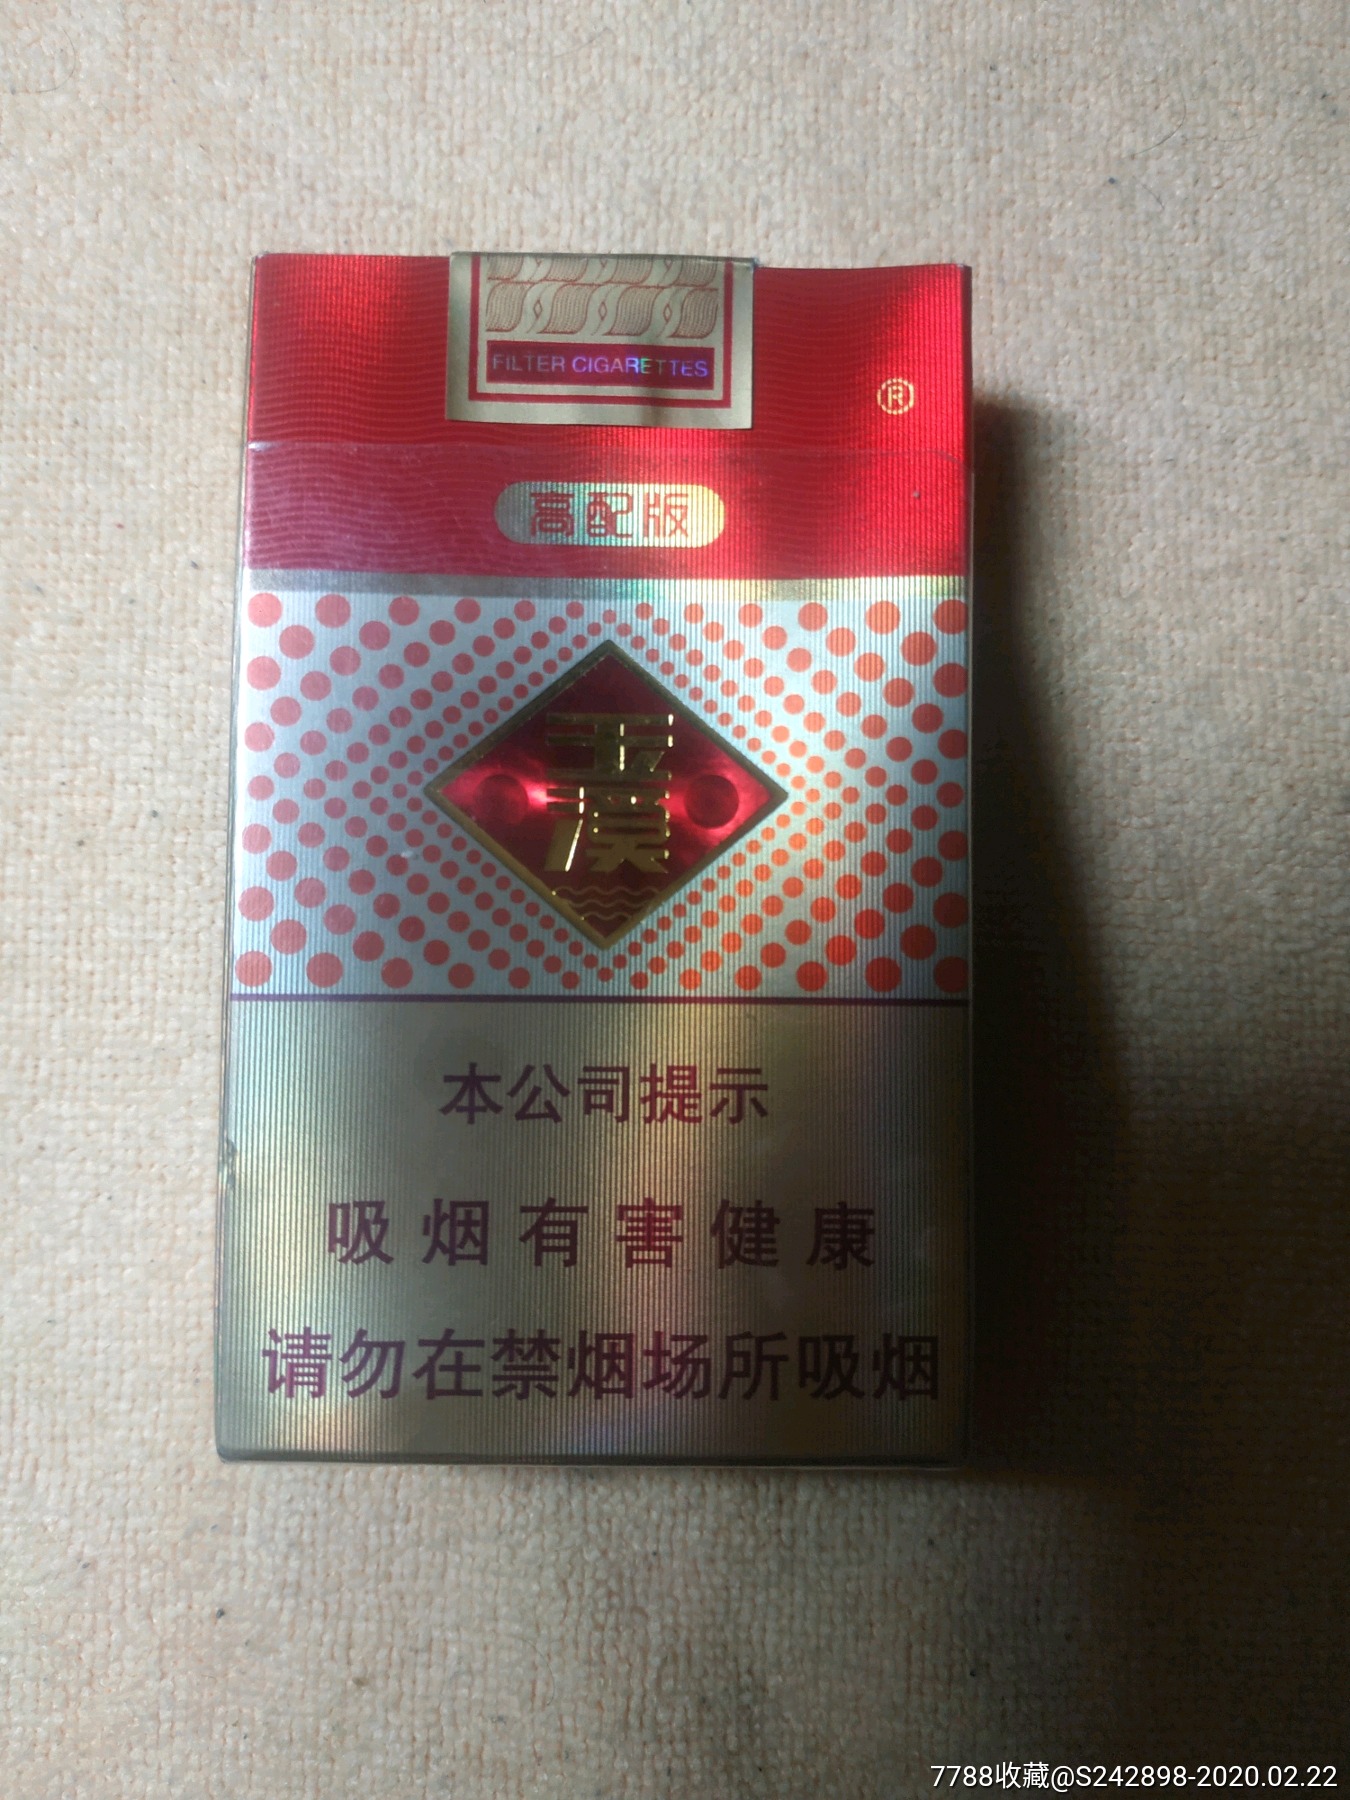 FILTER CIGARETTES
®
高配版
玉溪
本公司提示
吸烟有害健康
请勿在禁烟场所吸烟
7788收藏@S242898-2020.02.22